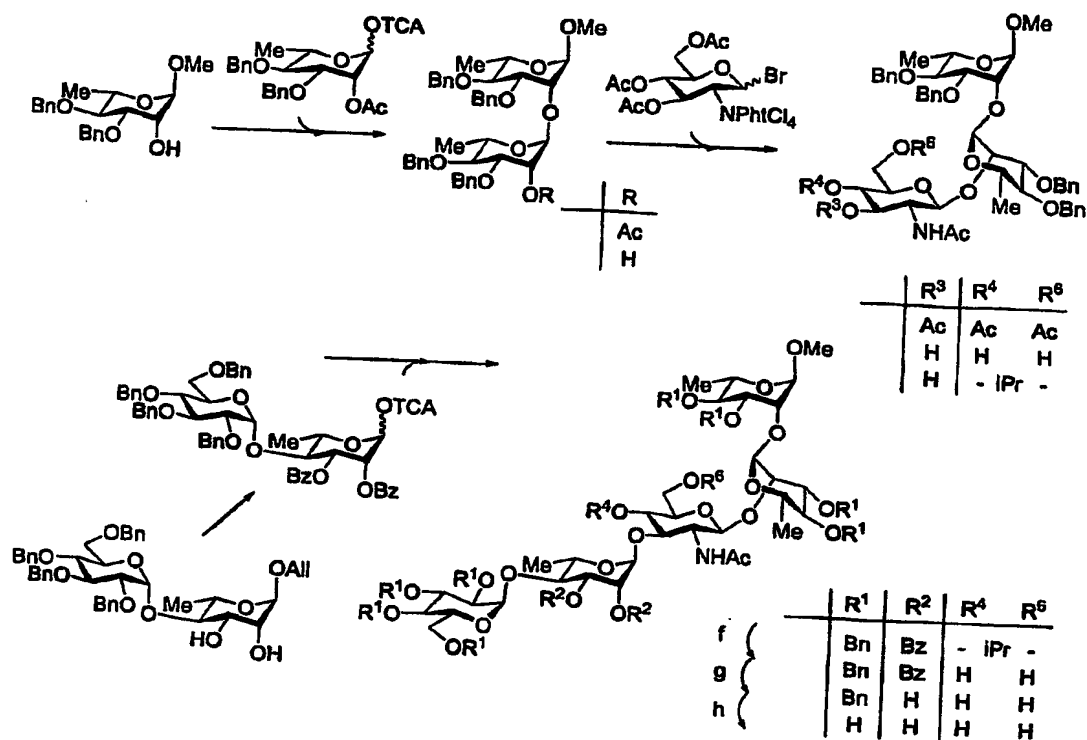 OTCA
Me
O
BnO
BnO
OAc
Me
O
OMe
BnO
BnO
OH
OMe
Me
O
BnO
BnO
O
Me
O
BnO
BnO
OR
R
Ac
H
OAc
AcO
AcO
O
Br
NPhtCl4
OMe
Me
O
BnO
BnO
O
OR6
R4O
R3O
O
O
NHAc
O
Me
OBn
OBn
R3 R4 R6
Ac Ac Ac
H H H
H - iPr -
OBn
BnO
BnO
O
BnO
O
Me
O
OTCA
BzO
OBz
OBn
BnO
BnO
O
BnO
O
Me
O
OAll
HO
OH
OMe
Me
O
R1O
R1O
O
OR6
R4O
O
O
O
NHAc
O
Me
OR1
OR1
Me
O
O
R2O
OR2
R1O
R1O
R1O
O
OR1
R1 R2 R4 R6
f Bn Bz - iPr -
g Bn Bz H H
h Bn H H H
H H H H